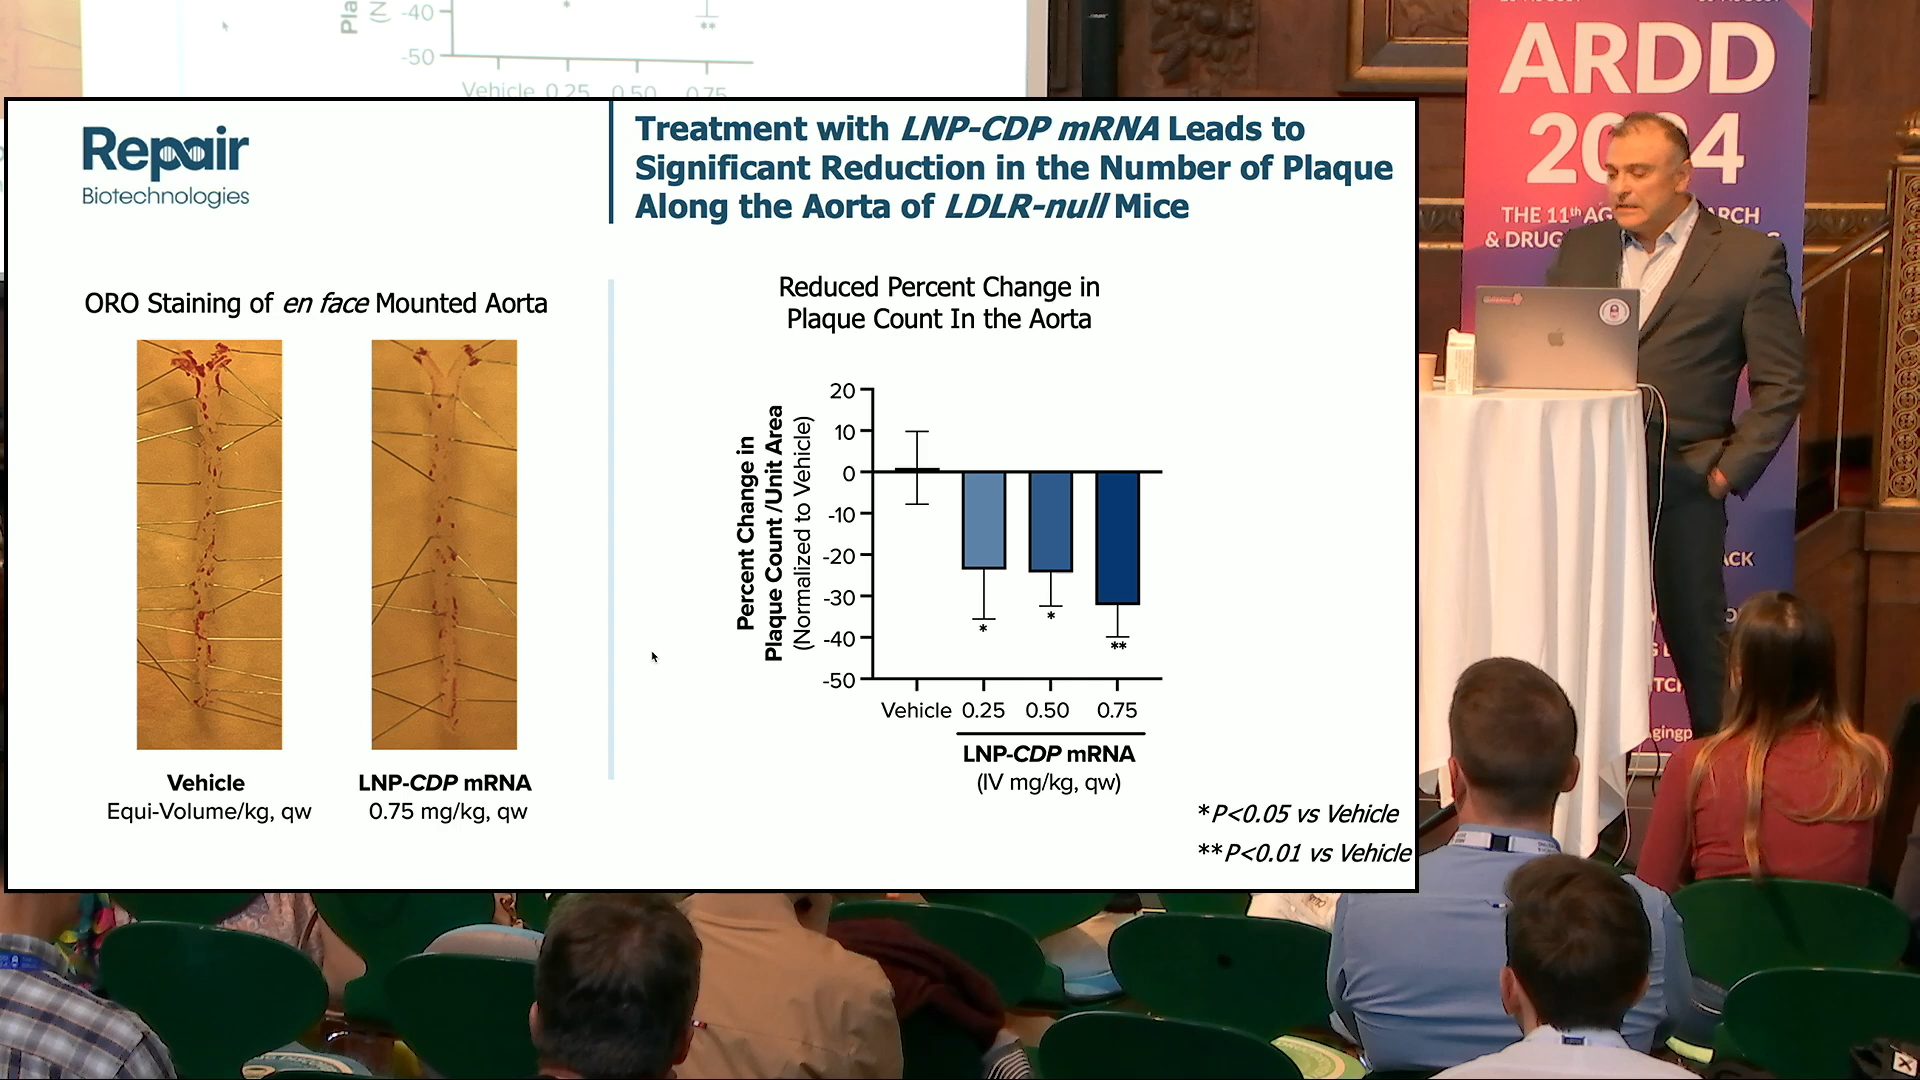 -40
*
**
-50
Vehicle 0.25 0.50 0.75
ARDD
2024
THE 11th AG ARCH
& DRUG
Repair
Biotechnologies
Treatment with LNP-CDP mRNA Leads to
Significant Reduction in the Number of Plaque
Along the Aorta of LDLR-null Mice
ORO Staining of en face Mounted Aorta
Vehicle
Equi-Volume/kg, qw
LNP-CDP mRNA
0.75 mg/kg, qw
Reduced Percent Change in
Plaque Count In the Aorta
Percent Change in
Plaque Count /Unit Area
(Normalized to Vehicle)
20
10
0
-10
-20
-30
-40
-50
*
*
**
Vehicle 0.25 0.50 0.75
LNP-CDP mRNA
(IV mg/kg, qw)
*P<0.05 vs Vehicle
**P<0.01 vs Vehicle